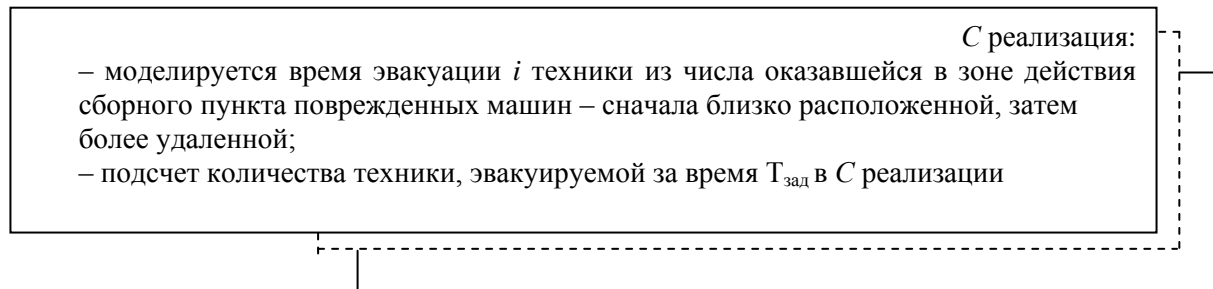 С реализация:
– моделируется время эвакуации i техники из числа оказавшейся в зоне действия
сборного пункта поврежденных машин – сначала близко расположенной, затем
более удаленной;
– подсчет количества техники, эвакуируемой за время Tзад в С реализации